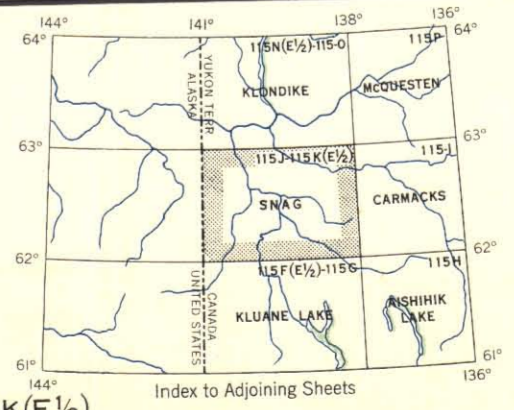 144° 141° 138° 136°
64° 64°
115N(E½)-115-O 115P
KLONDIKE McQUESTEN
YUKON TERR.
ALASKA
63° 63°
115J-115K(E½) 115-I
SNAG CARMACKS
62° 62°
115F(E½)-115G 115H
CANADA
UNITED STATES
KLUANE LAKE AISHIHIK
LAKE
61° 61°
144° 136°
Index to Adjoining Sheets
K(E½)